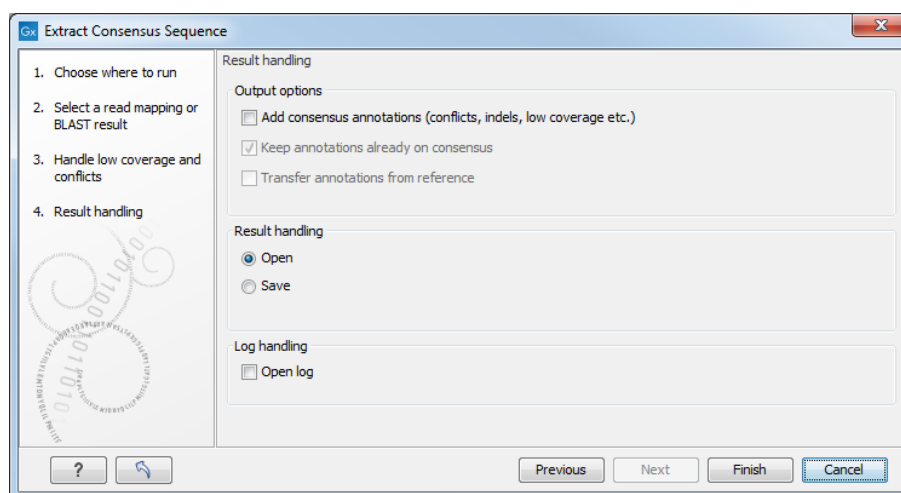 Gx Extract Consensus Sequence
1. Choose where to run
2. Select a read mapping or
BLAST result
3. Handle low coverage and
conflicts
4. Result handling
Result handling
Output options
Add consensus annotations (conflicts, indels, low coverage etc.)
Keep annotations already on consensus
Transfer annotations from reference
Result handling
Open
Save
Log handling
Open log
?
Previous
Next
Finish
Cancel